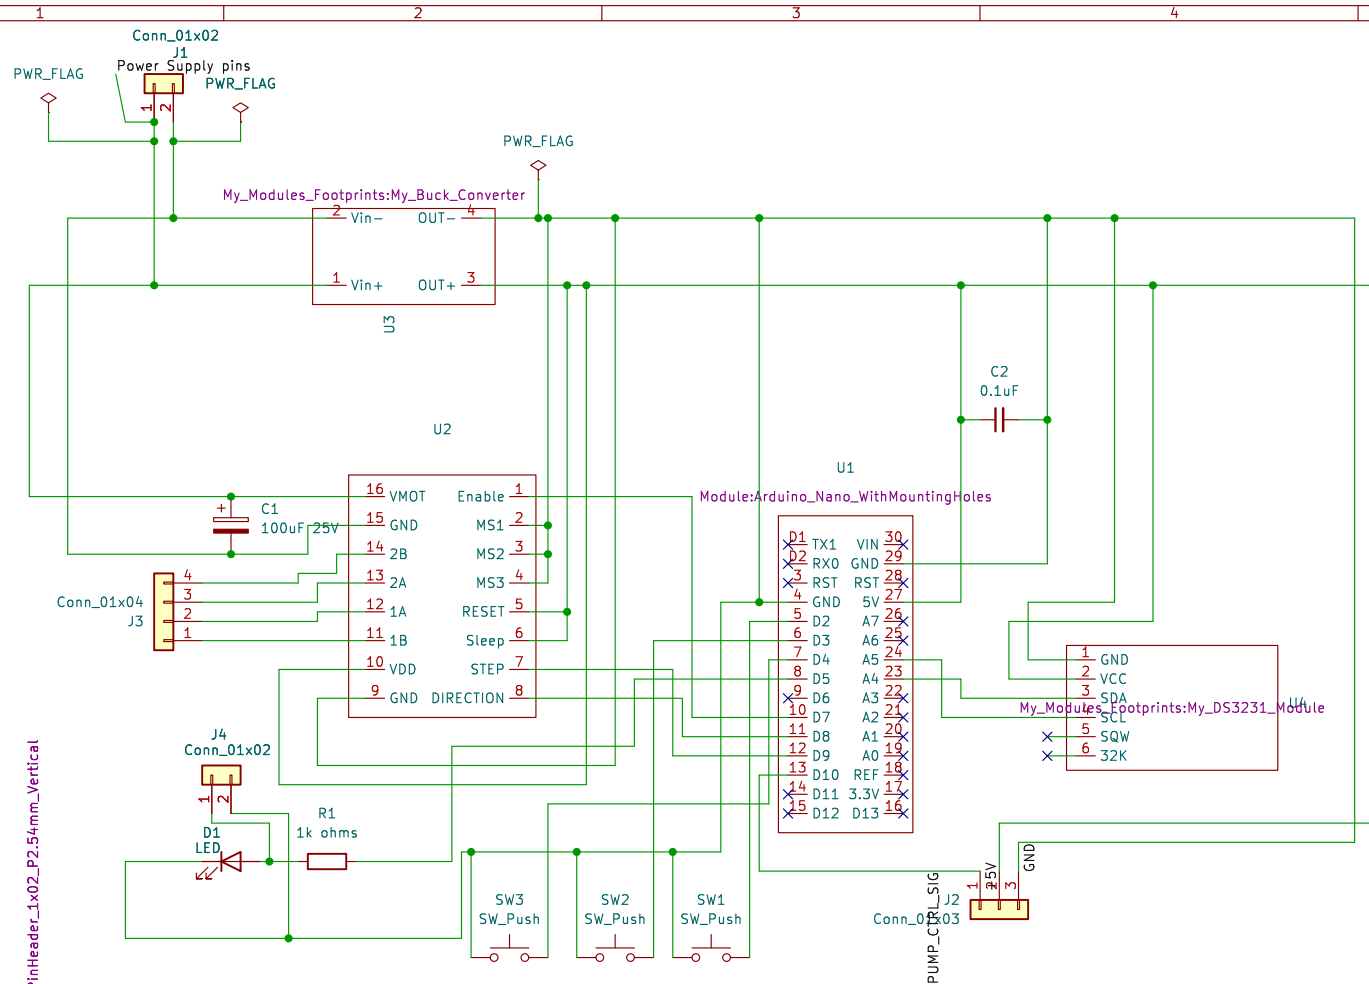 1 2 3 4
Conn_01x02
J1
Power Supply pins
PWR_FLAG
PWR_FLAG
1 2
PWR_FLAG
My_Modules_Footprints:My_Buck_Converter
2 Vin- OUT- 4
1 Vin+ OUT+ 3
U3
C2
0.1uF
U2
U1
Module:Arduino_Nano_WithMountingHoles
16 VMOT Enable 1
15 GND MS1 2
14 2B MS2 3
13 2A MS3 4
12 1A RESET 5
11 1B Sleep 6
10 VDD STEP 7
9 GND DIRECTION 8
+
C1
100uF 25V
4
3
2
1
Conn_01x04
J3
D1 TX1 VIN 30
D2 RX0 GND 29
3 RST RST 28
4 GND 5V 27
5 D2 A7 26
6 D3 A6 25
7 D4 A5 24
8 D5 A4 23
9 D6 A3 22
10 D7 A2 21
11 D8 A1 20
12 D9 A0 19
13 D10 REF 18
14 D11 3.3V 17
15 D12 D13 16
1 GND
2 VCC
3 SDA
4 SCL
5 SQW
6 32K
U4
My_Modules_Footprints:My_DS3231_Module
J4
Conn_01x02
1 2
PinHeader_1x02_P2.54mm_Vertical
D1
LED
R1
1k ohms
SW3
SW_Push
SW2
SW_Push
SW1
SW_Push
PUMP_CTRL_SIG
+5V
GND
1 2 3
J2
Conn_01x03